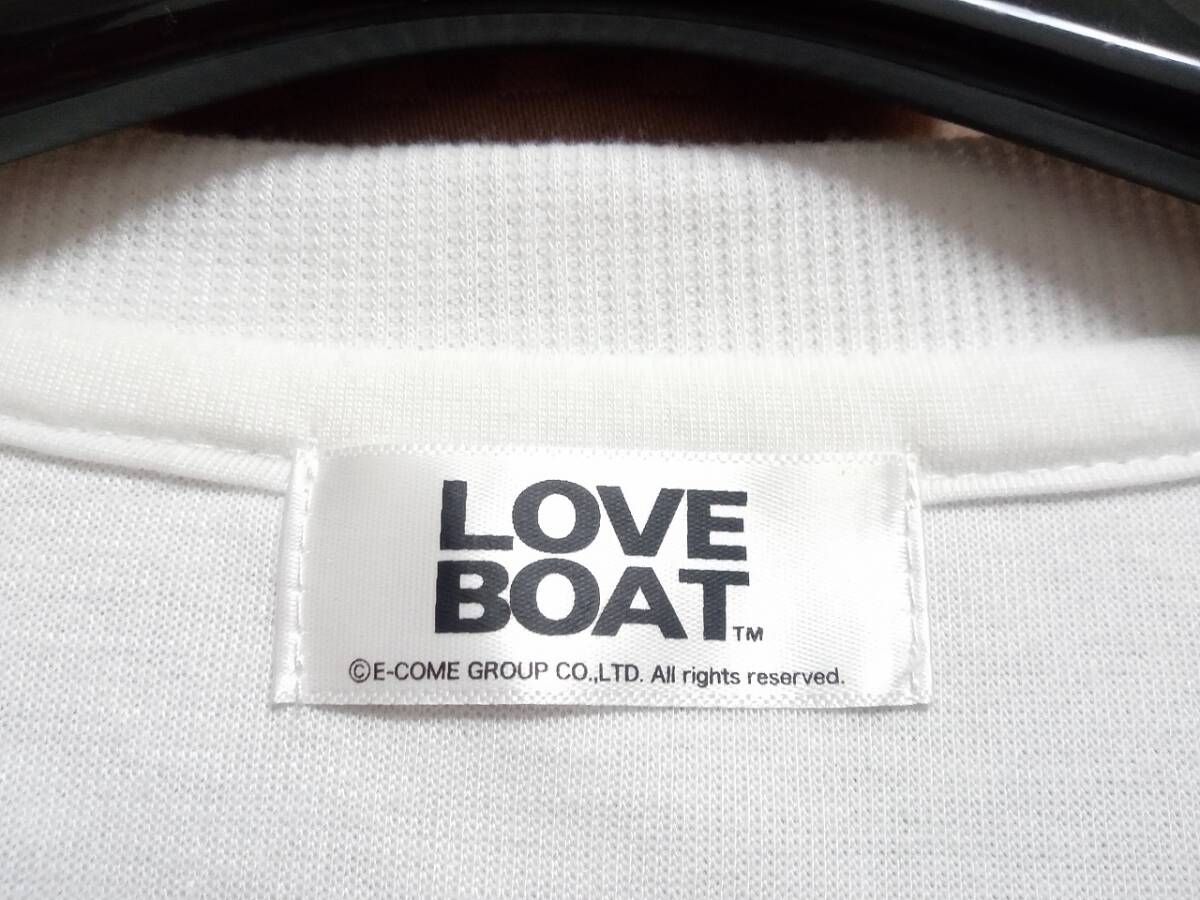 LOVE
BOAT™
©E-COME GROUP CO.,LTD. All rights reserved.